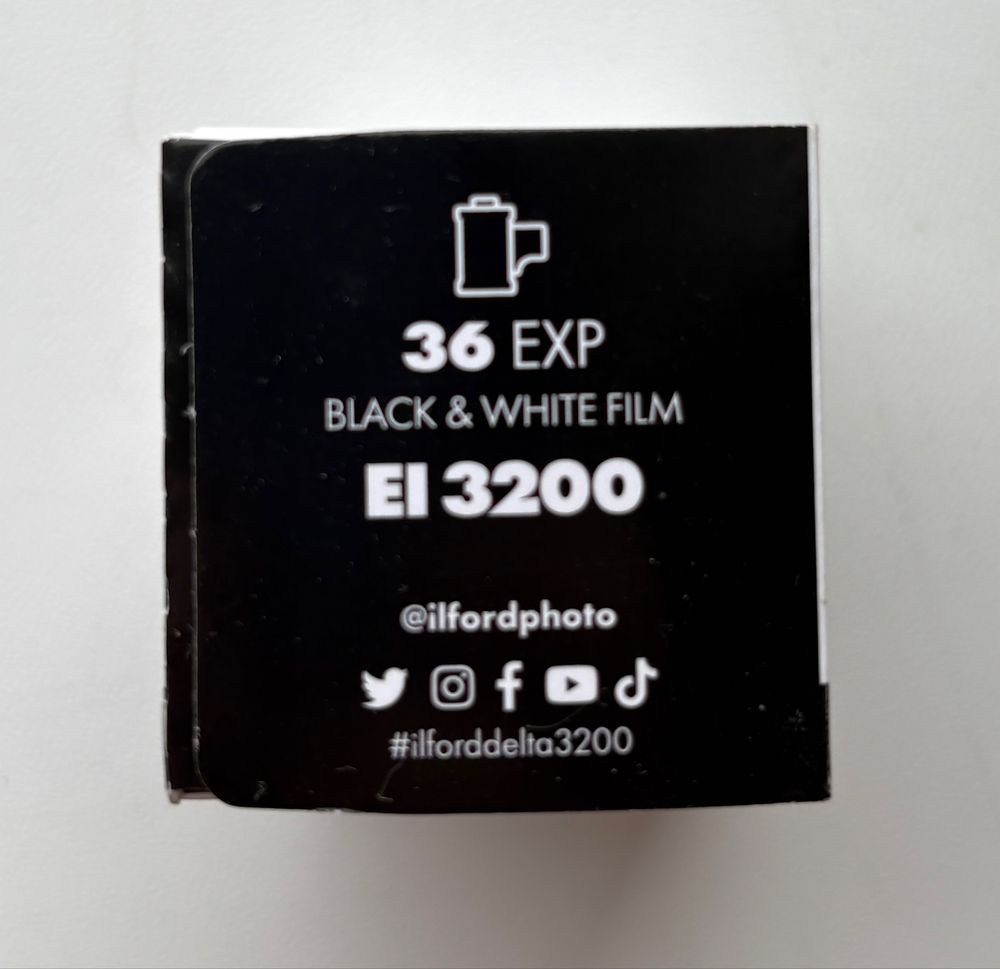 36 EXP
BLACK & WHITE FILM
EI 3200
@ilfordphoto
#ilforddelta3200